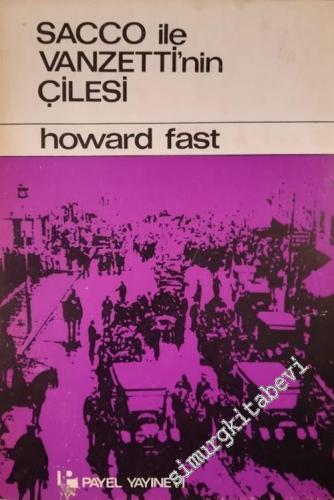 SACCO ile
VANZETTİ'nin
ÇİLESİ
howard fast
PAYEL YAYINEVİ
simurgkitabevi